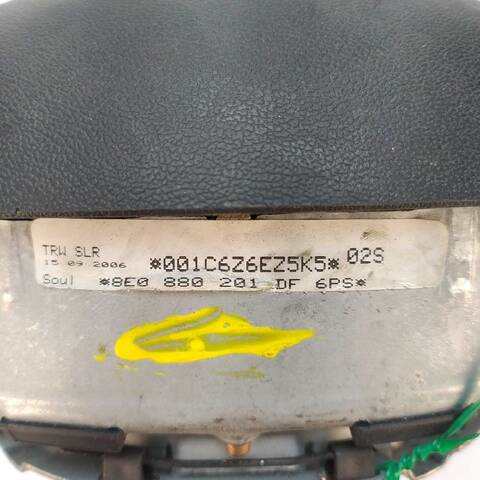 TRW SLR
15 09 2006 *001C6Z6EZ5K5* 02S
Soul *8E0 880 201 DF 6PS*